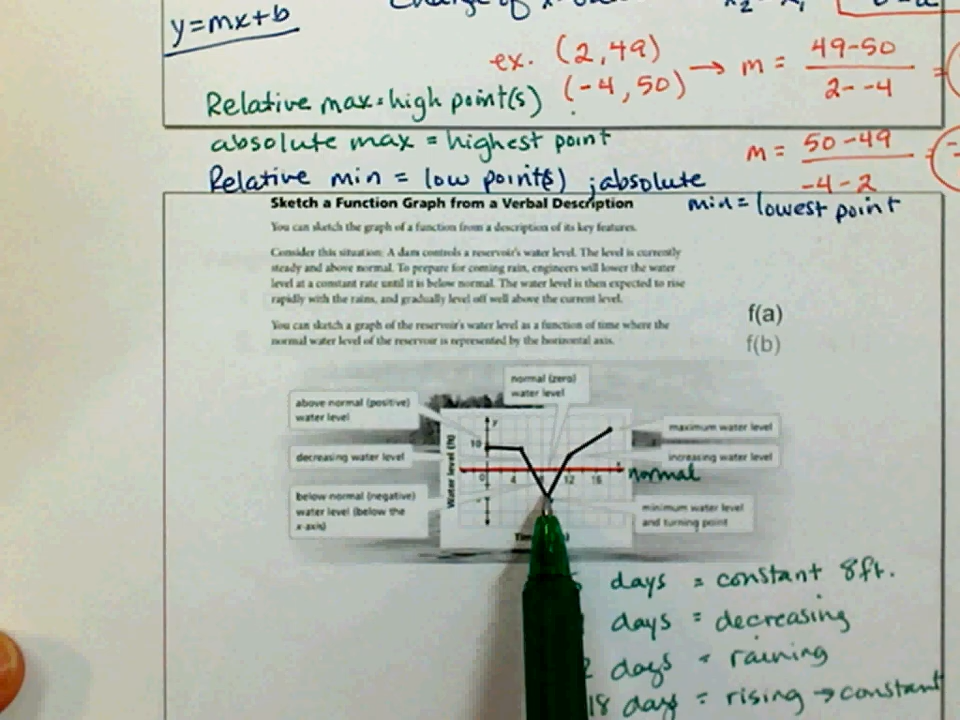 y=mx+b
ex. (2,49)
(-4,50) → m = 49-50
2--4
=
Relative max = high point(s)
absolute max = highest point
m = 50-49
-4-2
=
Relative min = low point(s) ; absolute
min = lowest point
Sketch a Function Graph from a Verbal Description
You can sketch the graph of a function from a description of its key features.
Consider this situation: A dam controls a reservoir's water level. The level is currently
steady and above normal. To prepare for coming rain, engineers will lower the water
level at a constant rate until it is below normal. The water level is then expected to rise
rapidly with the rains, and gradually level off well above the current level.
f(a)
f(b)
You can sketch a graph of the reservoir's water level as a function of time where the
normal water level of the reservoir is represented by the horizontal axis.
normal (zero)
water level
above normal (positive)
water level
decreasing water level
below normal (negative)
water level (below the
x-axis)
maximum water level
increasing water level
minimum water level
and turning point
Water level (ft)
y
10
0 4 12 16
normal
days = constant 8ft.
days = decreasing
days = raining
18 days = rising → constant